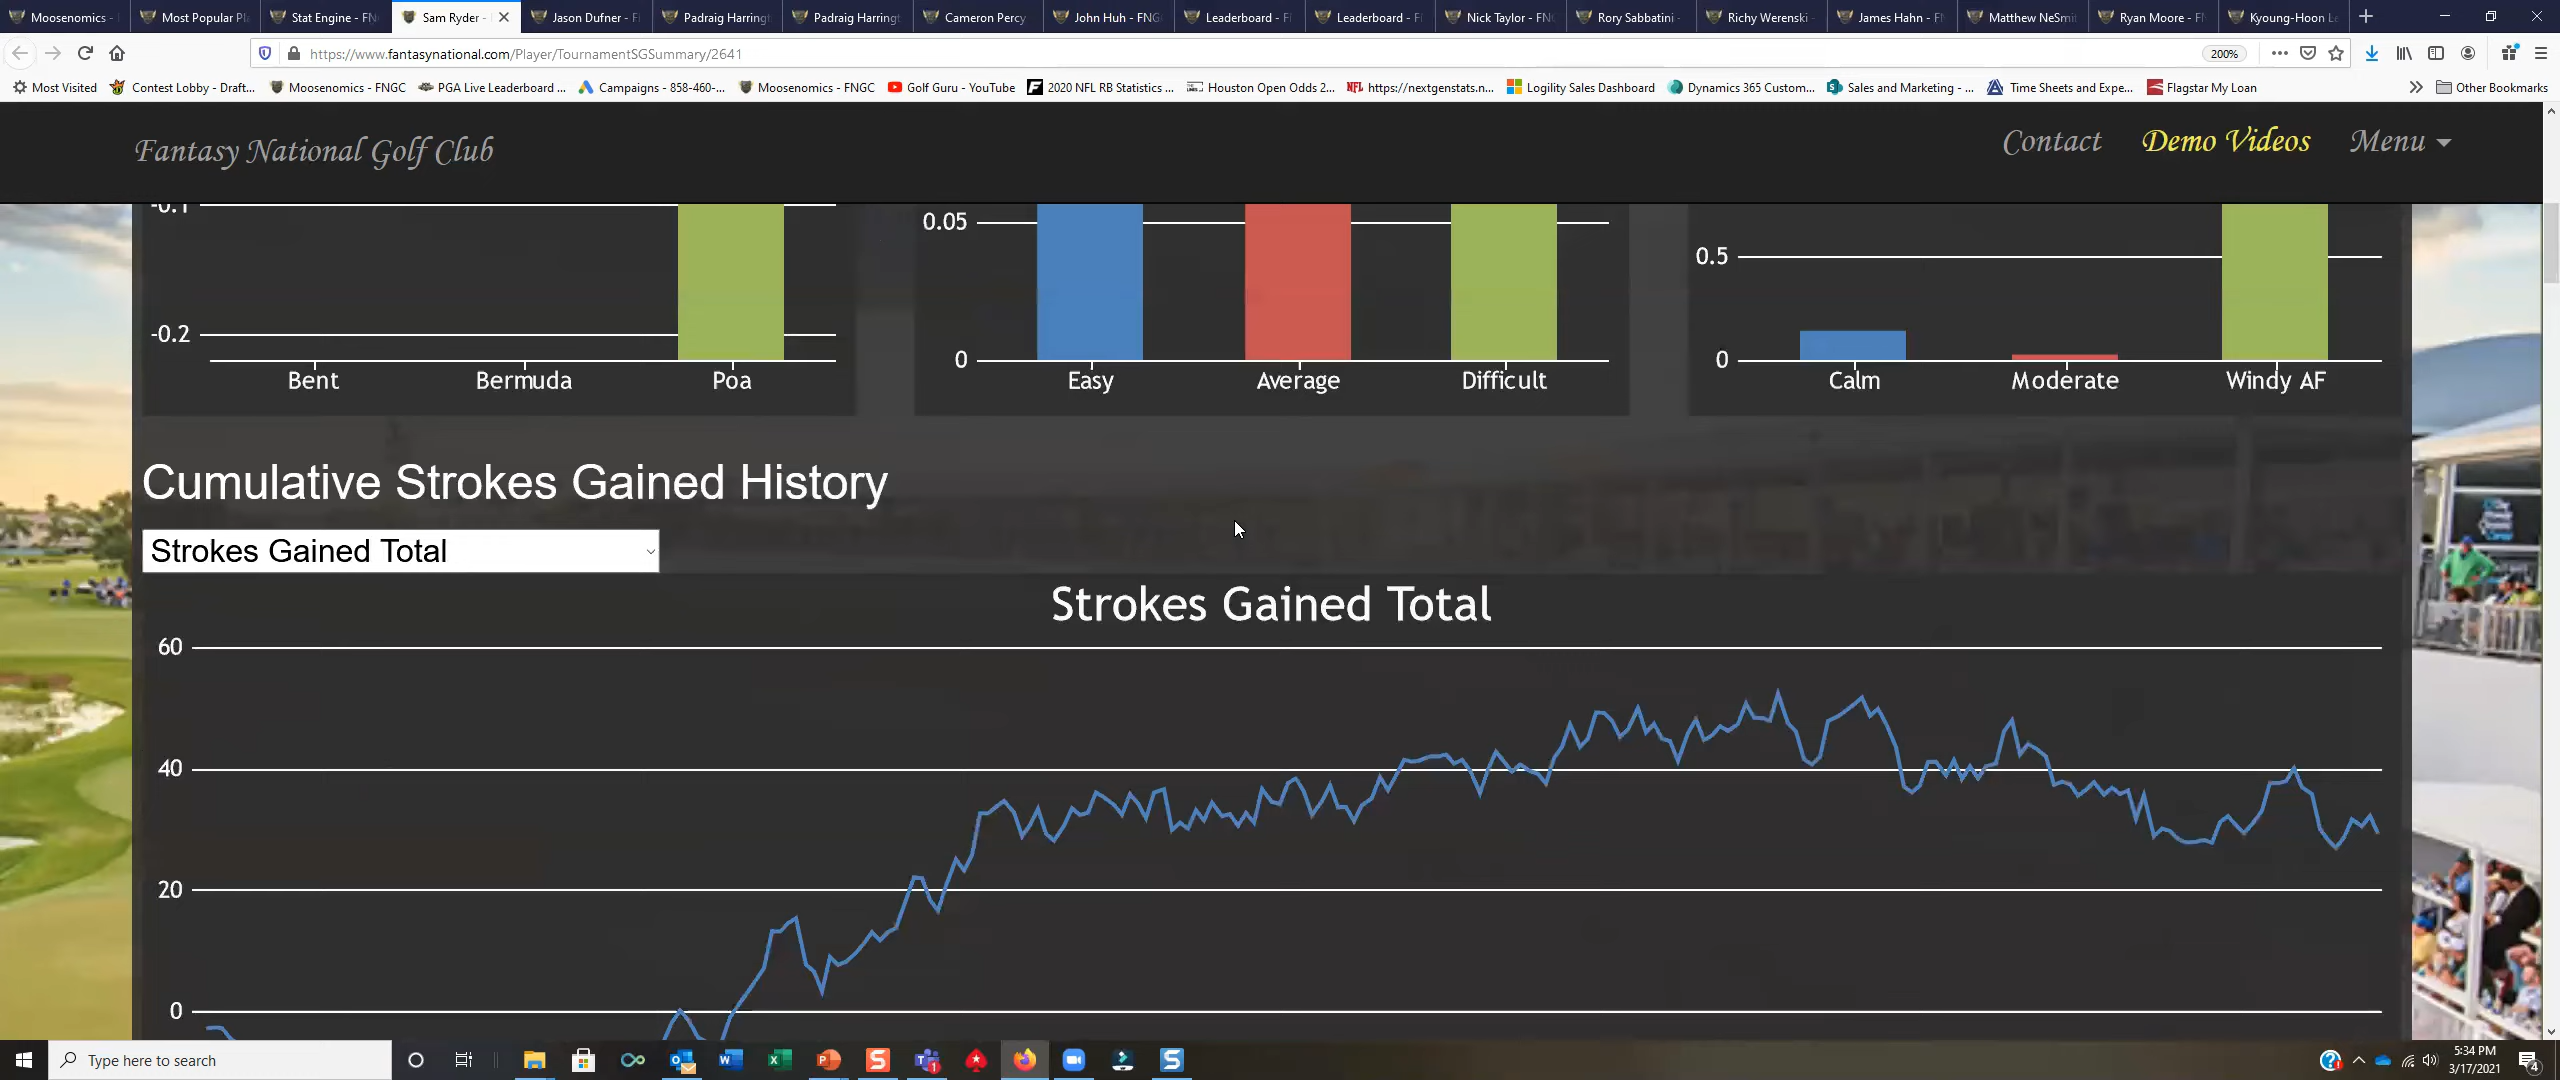 Moosenomics -
Most Popular Pl
Stat Engine - FN
Sam Ryder -
Jason Dufner - F
Padraig Harringt
Padraig Harringt
Cameron Percy
John Huh - FNG
Leaderboard - F
Leaderboard - F
Nick Taylor - FNG
Rory Sabbatini -
Richy Werenski -
James Hahn - F
Matthew NeSmit
Ryan Moore - FN
Kyoung-Hoon Le
https://www.fantasynational.com/Player/TournamentSGSummary/2641
200%
Most Visited
Contest Lobby - Draft...
Moosenomics - FNGC
PGA Live Leaderboard ...
Campaigns - 858-460-...
Moosenomics - FNGC
Golf Guru - YouTube
2020 NFL RB Statistics ...
Houston Open Odds 2...
https://nextgenstats.n...
Logility Sales Dashboard
Dynamics 365 Custom...
Sales and Marketing - ...
Time Sheets and Expe...
Flagstar My Loan
Other Bookmarks
Fantasy National Golf Club
Contact
Demo Videos
Menu
-0.1
-0.2
Bent
Bermuda
Poa
0.05
0
Easy
Average
Difficult
0.5
0
Calm
Moderate
Windy AF
Cumulative Strokes Gained History
Strokes Gained Total
Strokes Gained Total
60
40
20
0
Type here to search
5:34 PM
3/17/2021